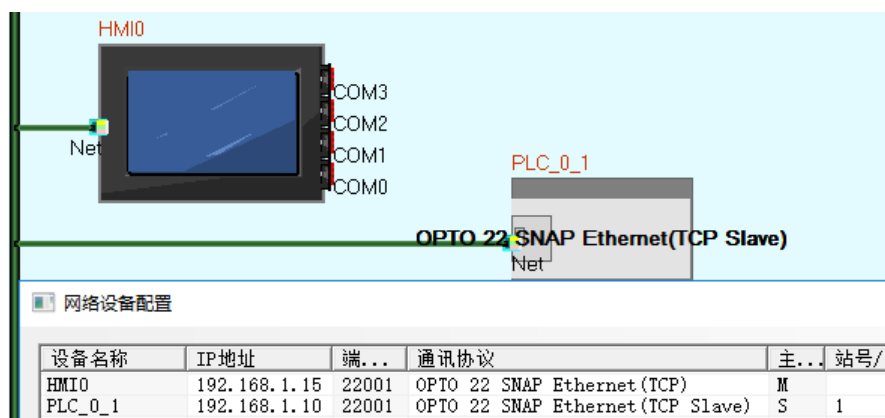 HMI0
COM3
COM2
Net
COM1
COM0
PLC_0_1
OPTO 22 SNAP Ethernet(TCP Slave)
Net
网络设备配置
设备名称 IP地址 端... 通讯协议 主... 站号/
HMI0 192.168.1.15 22001 OPTO 22 SNAP Ethernet(TCP) M
PLC_0_1 192.168.1.10 22001 OPTO 22 SNAP Ethernet(TCP Slave) S 1